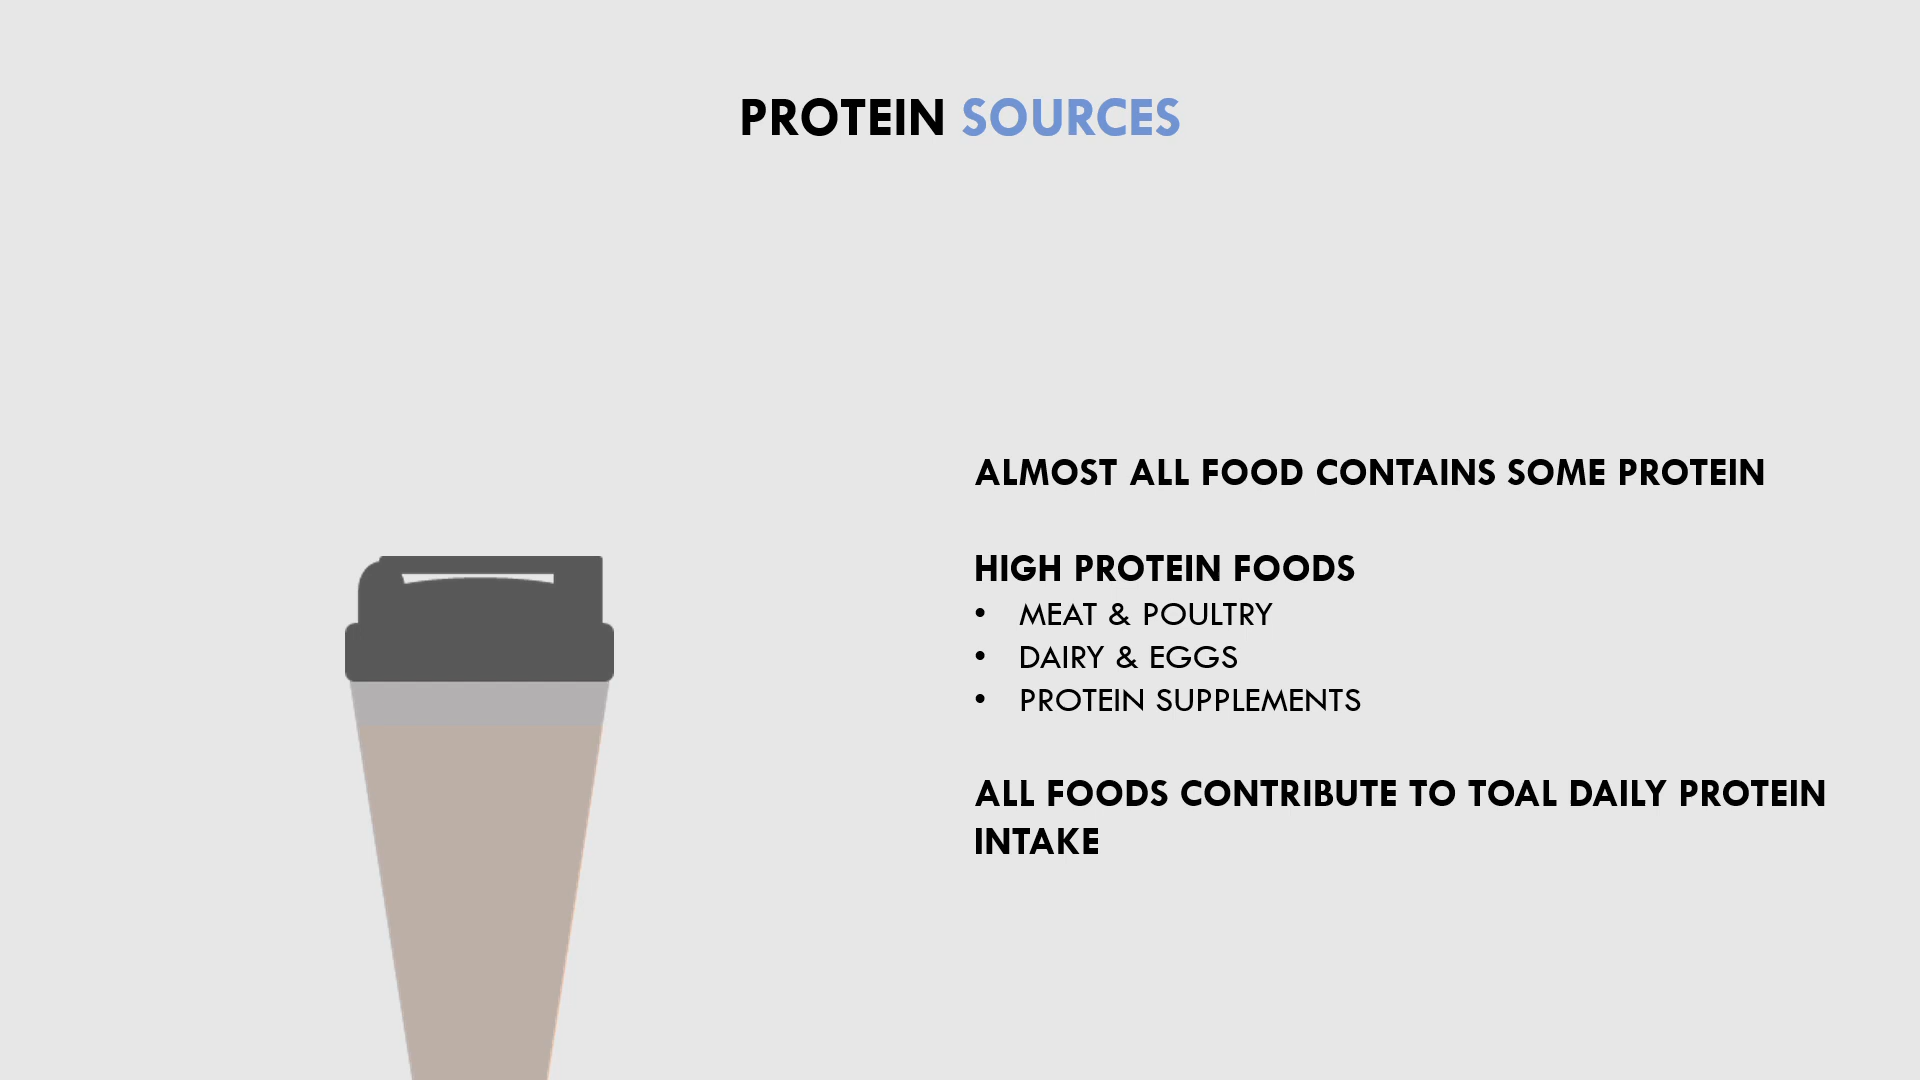 PROTEIN SOURCES
ALMOST ALL FOOD CONTAINS SOME PROTEIN
HIGH PROTEIN FOODS
• MEAT & POULTRY
• DAIRY & EGGS
• PROTEIN SUPPLEMENTS
ALL FOODS CONTRIBUTE TO TOAL DAILY PROTEIN
INTAKE